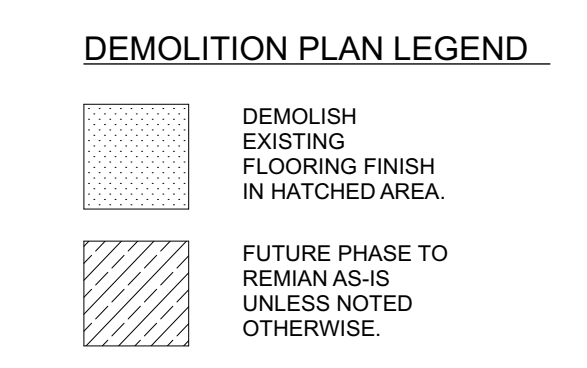 DEMOLITION PLAN LEGEND
DEMOLISH
EXISTING
FLOORING FINISH
IN HATCHED AREA.
FUTURE PHASE TO
REMIAN AS-IS
UNLESS NOTED
OTHERWISE.